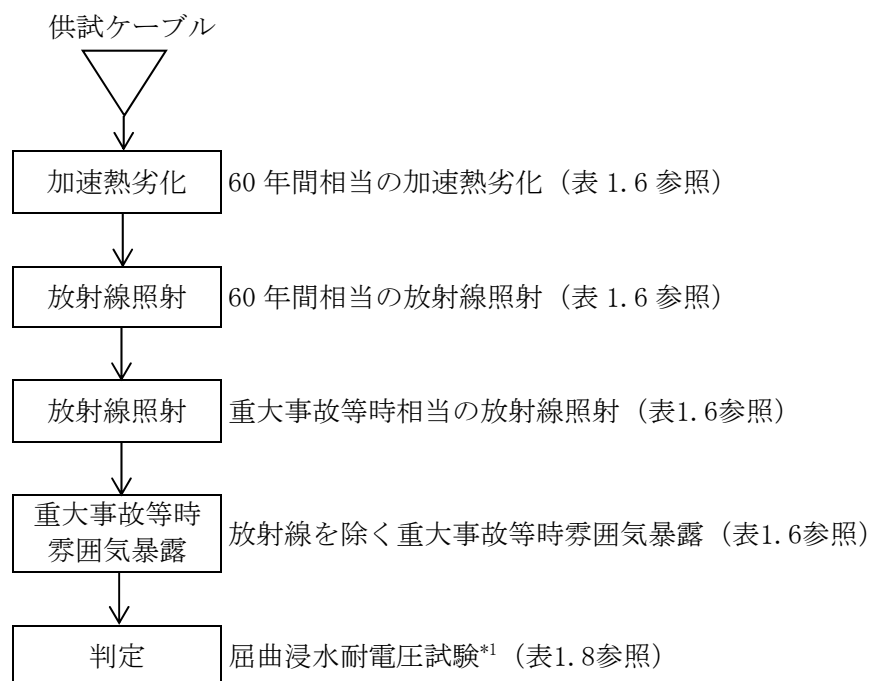 供試ケーブル
加速熱劣化 60 年間相当の加速熱劣化（表 1.6 参照）
放射線照射 60 年間相当の放射線照射（表 1.6 参照）
放射線照射 重大事故等時相当の放射線照射（表1.6参照）
重大事故等時
雰囲気暴露 放射線を除く重大事故等時雰囲気暴露（表1.6参照）
判定 屈曲浸水耐電圧試験*1（表1.8参照）